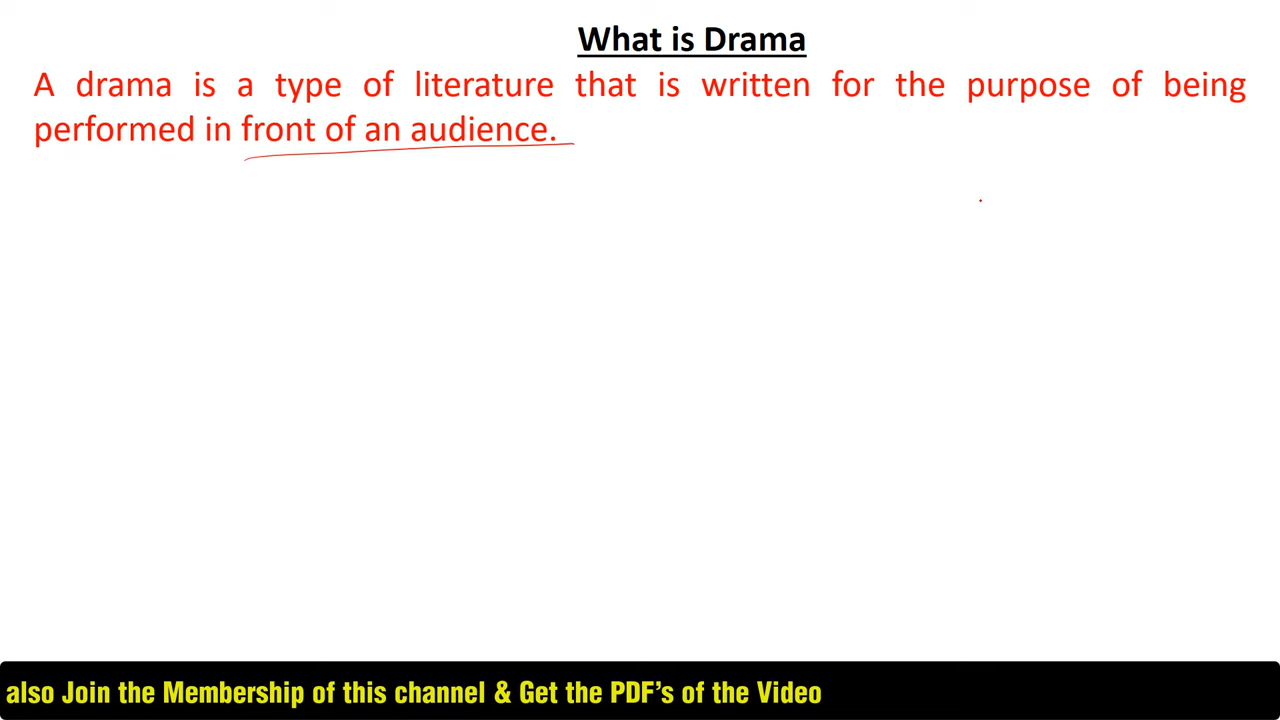 What is Drama
A drama is a type of literature that is written for the purpose of being
performed in front of an audience.
also Join the Membership of this channel & Get the PDF's of the Video